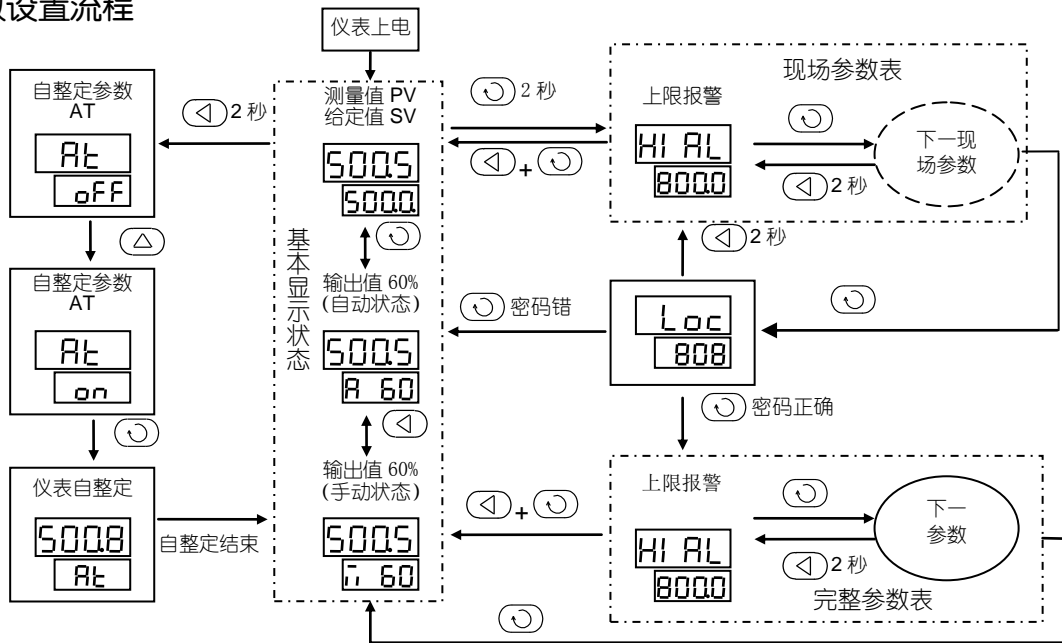 设置流程
仪表上电
自整定参数
AT
At
oFF
自整定参数
AT
At
on
仪表自整定
500.8
At
2 秒
自整定结束
基本显示状态
测量值 PV
给定值 SV
500.5
500.0.
输出值 60%
(自动状态)
500.5
A 60
输出值 60%
(手动状态)
500.5
60
2 秒
+
密码错
+
现场参数表
上限报警
HI AL
800.0
2 秒
下一现
场参数
2 秒
Loc
808
密码正确
上限报警
HI AL
800.0
2 秒
下一
参数
完整参数表